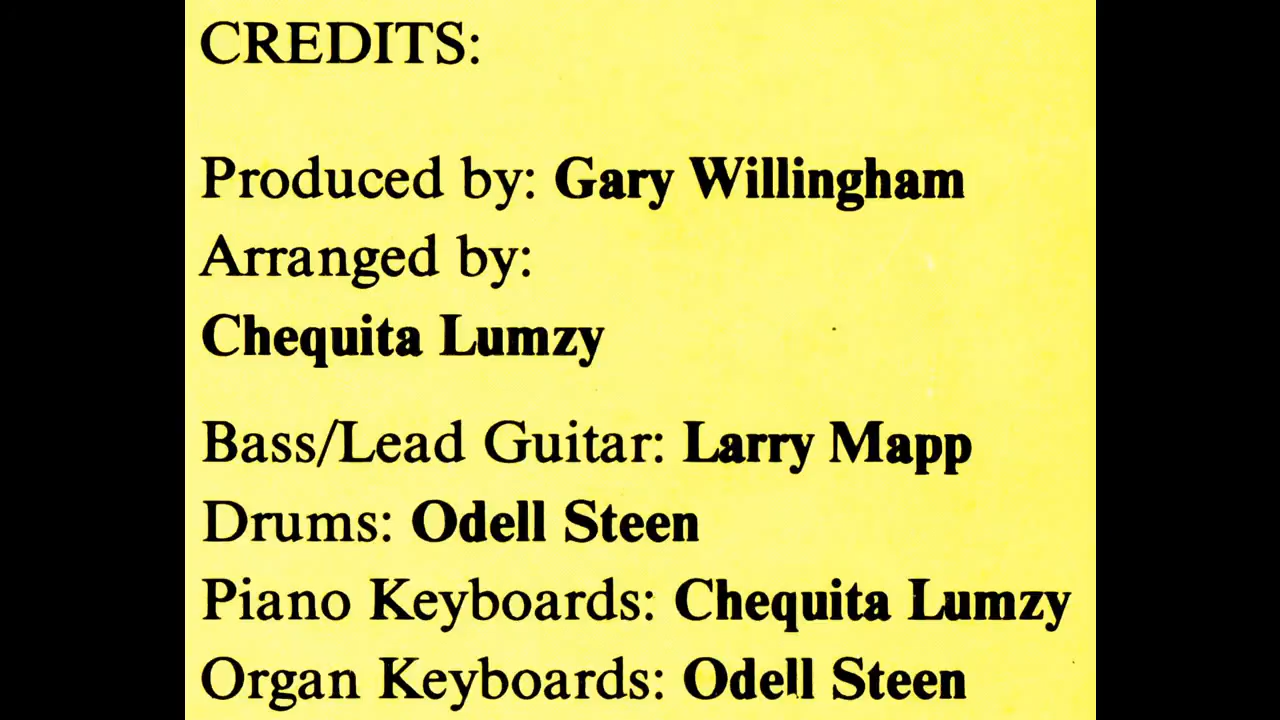 CREDITS:
Produced by: Gary Willingham
Arranged by:
Chequita Lumzy
Bass/Lead Guitar: Larry Mapp
Drums: Odell Steen
Piano Keyboards: Chequita Lumzy
Organ Keyboards: Odell Steen